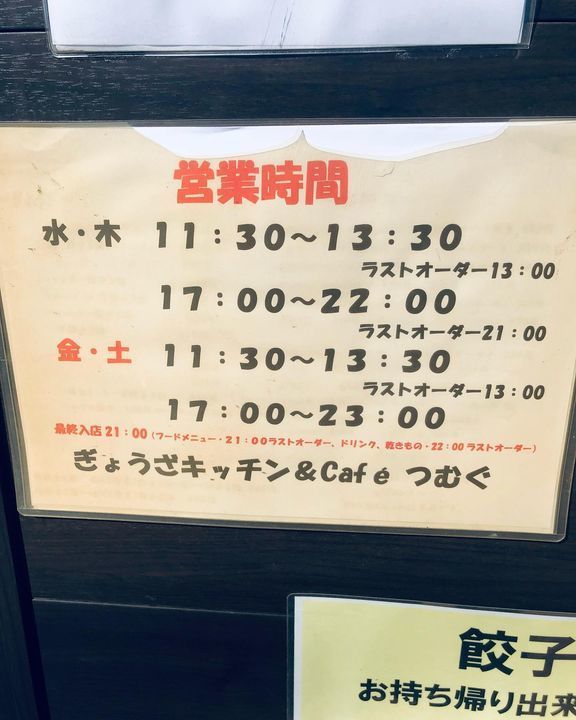 営業時間
水・木 11:30～13:30
ラストオーダー13:00
17:00～22:00
ラストオーダー21:00
金・土 11:30～13:30
ラストオーダー13:00
17:00～23:00
最終入店21:00(フードメニュー・21:00ラストオーダー、ドリンク、乾きもの・22:00ラストオーダー)
ぎょうざキッチン&Café つむぐ
餃子
お持ち帰り出来